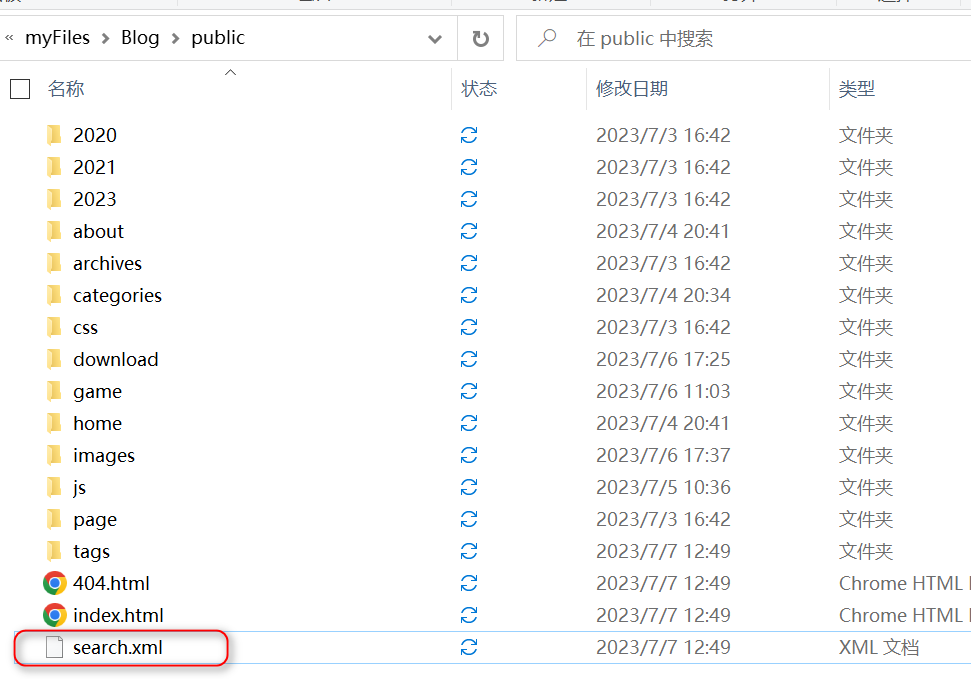 « myFiles > Blog > public 在 public 中搜索
名称 状态 修改日期 类型
2020 2023/7/3 16:42 文件夹
2021 2023/7/3 16:42 文件夹
2023 2023/7/3 16:42 文件夹
about 2023/7/4 20:41 文件夹
archives 2023/7/3 16:42 文件夹
categories 2023/7/4 20:34 文件夹
css 2023/7/3 16:42 文件夹
download 2023/7/6 17:25 文件夹
game 2023/7/6 11:03 文件夹
home 2023/7/4 20:41 文件夹
images 2023/7/6 17:37 文件夹
js 2023/7/5 10:36 文件夹
page 2023/7/3 16:42 文件夹
tags 2023/7/7 12:49 文件夹
404.html 2023/7/7 12:49 Chrome HTML
index.html 2023/7/7 12:49 Chrome HTML
search.xml 2023/7/7 12:49 XML 文档